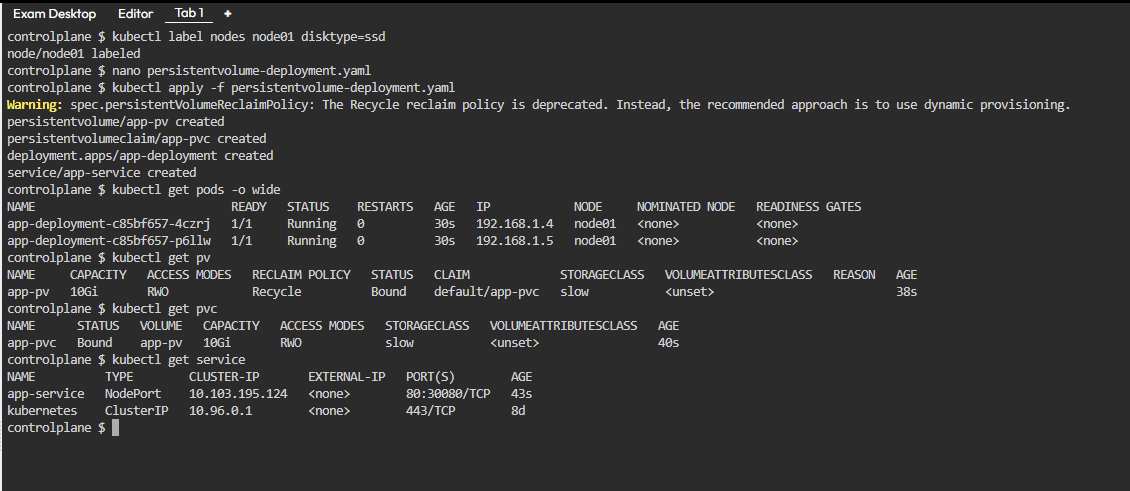 Exam Desktop Editor Tab 1 +
controlplane $ kubectl label nodes node01 disktype=ssd
node/node01 labeled
controlplane $ nano persistentvolume-deployment.yaml
controlplane $ kubectl apply -f persistentvolume-deployment.yaml
Warning: spec.persistentVolumeReclaimPolicy: The Recycle reclaim policy is deprecated. Instead, the recommended approach is to use dynamic provisioning.
persistentvolume/app-pv created
persistentvolumeclaim/app-pvc created
deployment.apps/app-deployment created
service/app-service created
controlplane $ kubectl get pods -o wide
NAME READY STATUS RESTARTS AGE IP NODE NOMINATED NODE READINESS GATES
app-deployment-c85bf657-4czrj 1/1 Running 0 30s 192.168.1.4 node01 <none> <none>
app-deployment-c85bf657-p6llw 1/1 Running 0 30s 192.168.1.5 node01 <none> <none>
controlplane $ kubectl get pv
NAME CAPACITY ACCESS MODES RECLAIM POLICY STATUS CLAIM STORAGECLASS VOLUMEATTRIBUTESCLASS REASON AGE
app-pv 10Gi RWO Recycle Bound default/app-pvc slow <unset> 38s
controlplane $ kubectl get pvc
NAME STATUS VOLUME CAPACITY ACCESS MODES STORAGECLASS VOLUMEATTRIBUTESCLASS AGE
app-pvc Bound app-pv 10Gi RWO slow <unset> 40s
controlplane $ kubectl get service
NAME TYPE CLUSTER-IP EXTERNAL-IP PORT(S) AGE
app-service NodePort 10.103.195.124 <none> 80:30080/TCP 43s
kubernetes ClusterIP 10.96.0.1 <none> 443/TCP 8d
controlplane $